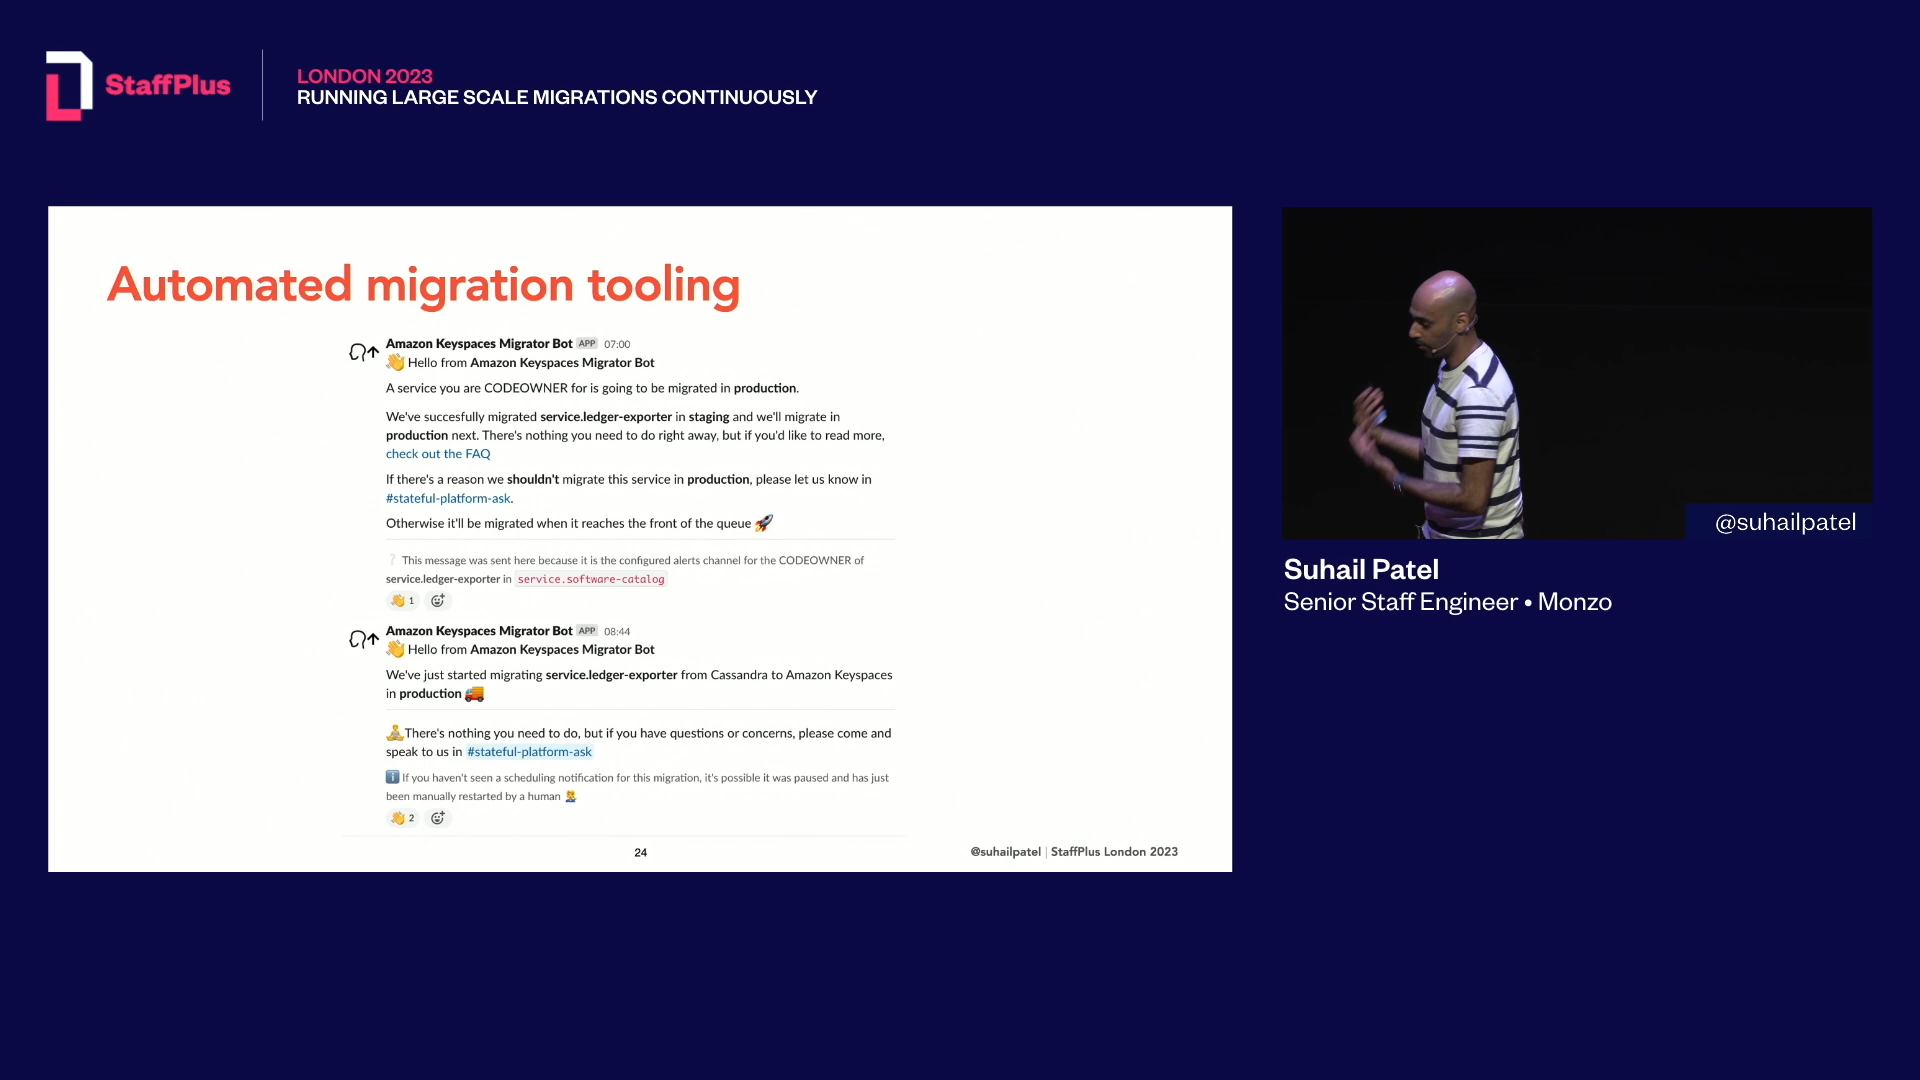 StaffPlus
LONDON 2023
RUNNING LARGE SCALE MIGRATIONS CONTINUOUSLY
Automated migration tooling
Amazon Keyspaces Migrator Bot APP 07:00
👋 Hello from Amazon Keyspaces Migrator Bot
A service you are CODEOWNER for is going to be migrated in production.
We've succesfully migrated service.ledger-exporter in staging and we'll migrate in
production next. There's nothing you need to do right away, but if you'd like to read more,
check out the FAQ
If there's a reason we shouldn't migrate this service in production, please let us know in
#stateful-platform-ask.
Otherwise it'll be migrated when it reaches the front of the queue 🚀
❔ This message was sent here because it is the configured alerts channel for the CODEOWNER of
service.ledger-exporter in service.software-catalog
👋 1
Amazon Keyspaces Migrator Bot APP 08:44
👋 Hello from Amazon Keyspaces Migrator Bot
We've just started migrating service.ledger-exporter from Cassandra to Amazon Keyspaces
in production 🚚
🧘 There's nothing you need to do, but if you have questions or concerns, please come and
speak to us in #stateful-platform-ask
ℹ️ If you haven't seen a scheduling notification for this migration, it's possible it was paused and has just
been manually restarted by a human 🤷
👋 2
24
@suhailpatel | StaffPlus London 2023
@suhailpatel
Suhail Patel
Senior Staff Engineer • Monzo